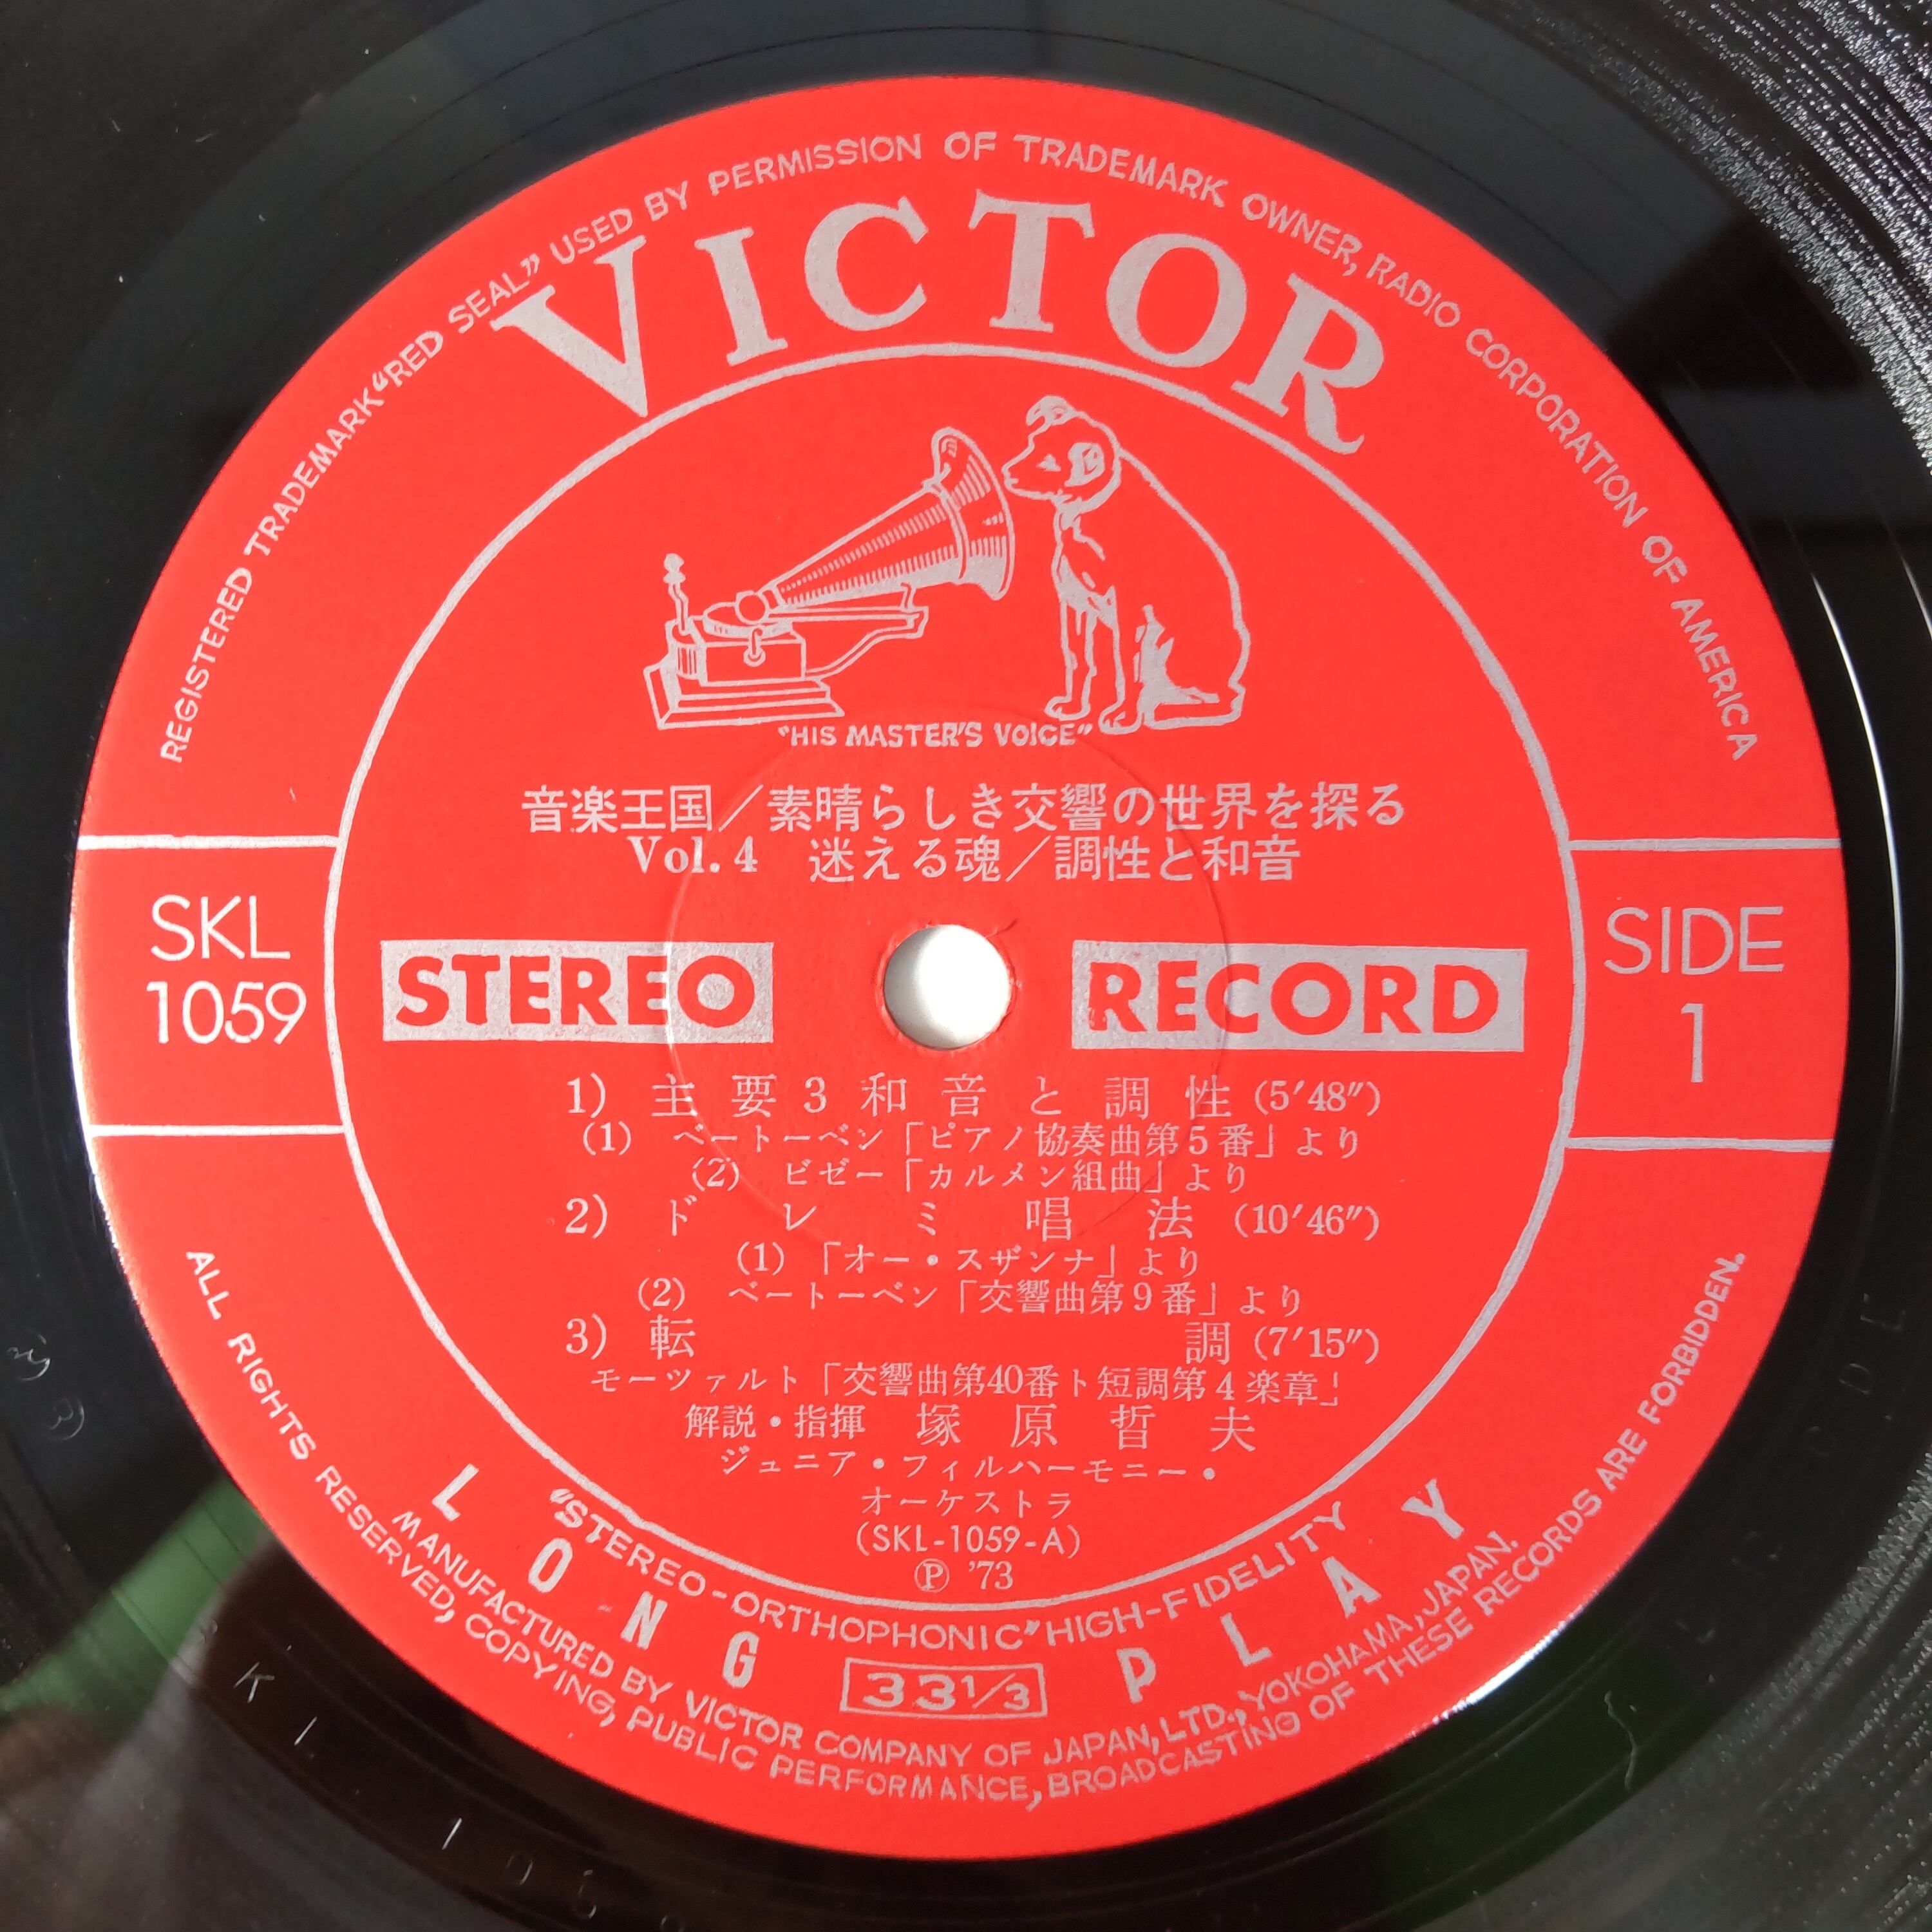 REGISTERED TRADEMARK “RED SEAL” USED BY PERMISSION OF TRADEMARK OWNER, RADIO CORPORATION OF AMERICA
VICTOR
“HIS MASTER'S VOICE”
音楽王国／素晴らしき交響の世界を探る
Vol. 4　迷える魂／調性と和音
SKL
1059
STEREO
RECORD
SIDE
1
1) 主要3和音と調性 (5′48″)
(1) ベートーベン「ピアノ協奏曲第5番」より
(2) ビゼー「カルメン組曲」より
2) ドレミ唱法 (10′46″)
(1)「オー・スザンナ」より
(2) ベートーベン「交響曲第9番」より
3) 転調 (7′15″)
モーツァルト「交響曲第40番ト短調第4楽章」
解説・指揮　塚原哲夫
ジュニア・フィルハーモニー・
オーケストラ
(SKL-1059-A)
Ⓟ '73
“STEREO-ORTHOPHONIC” HIGH-FIDELITY
LONG PLAY
33 1/3
MANUFACTURED BY VICTOR COMPANY OF JAPAN, LTD., YOKOHAMA, JAPAN.
ALL RIGHTS RESERVED, COPYING, PUBLIC PERFORMANCE, BROADCASTING OF THESE RECORDS ARE FORBIDDEN.